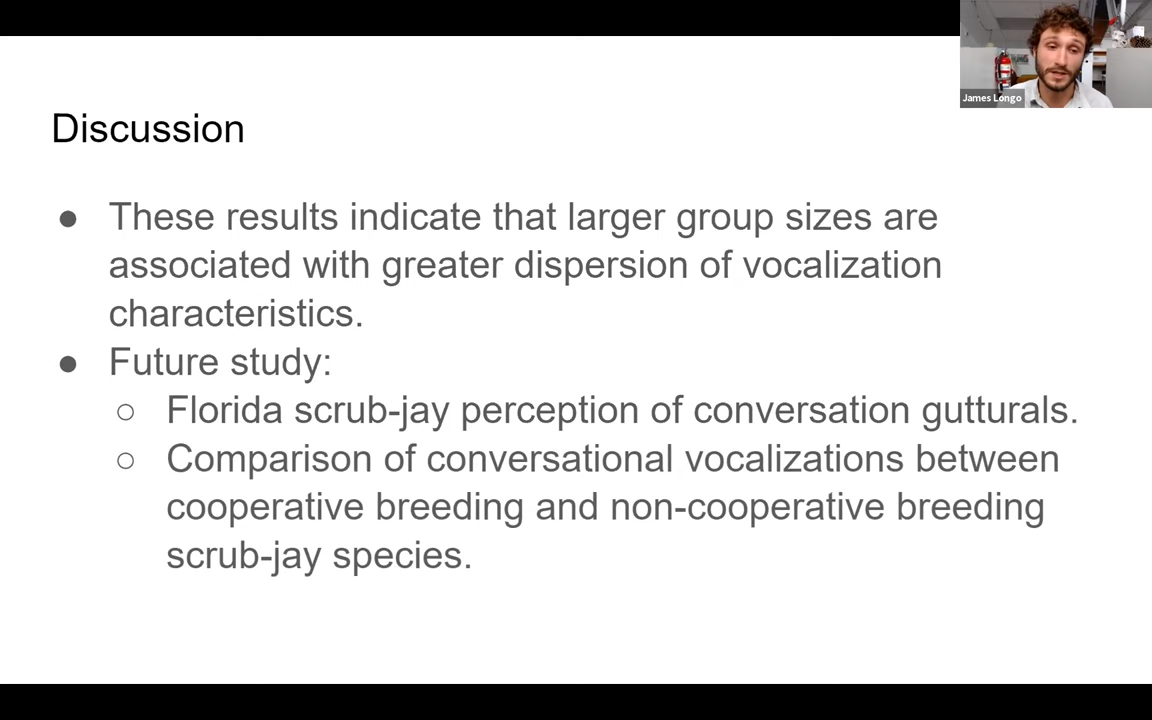 James Longo
Discussion
● These results indicate that larger group sizes are
associated with greater dispersion of vocalization
characteristics.
● Future study:
○ Florida scrub-jay perception of conversation gutturals.
○ Comparison of conversational vocalizations between
cooperative breeding and non-cooperative breeding
scrub-jay species.